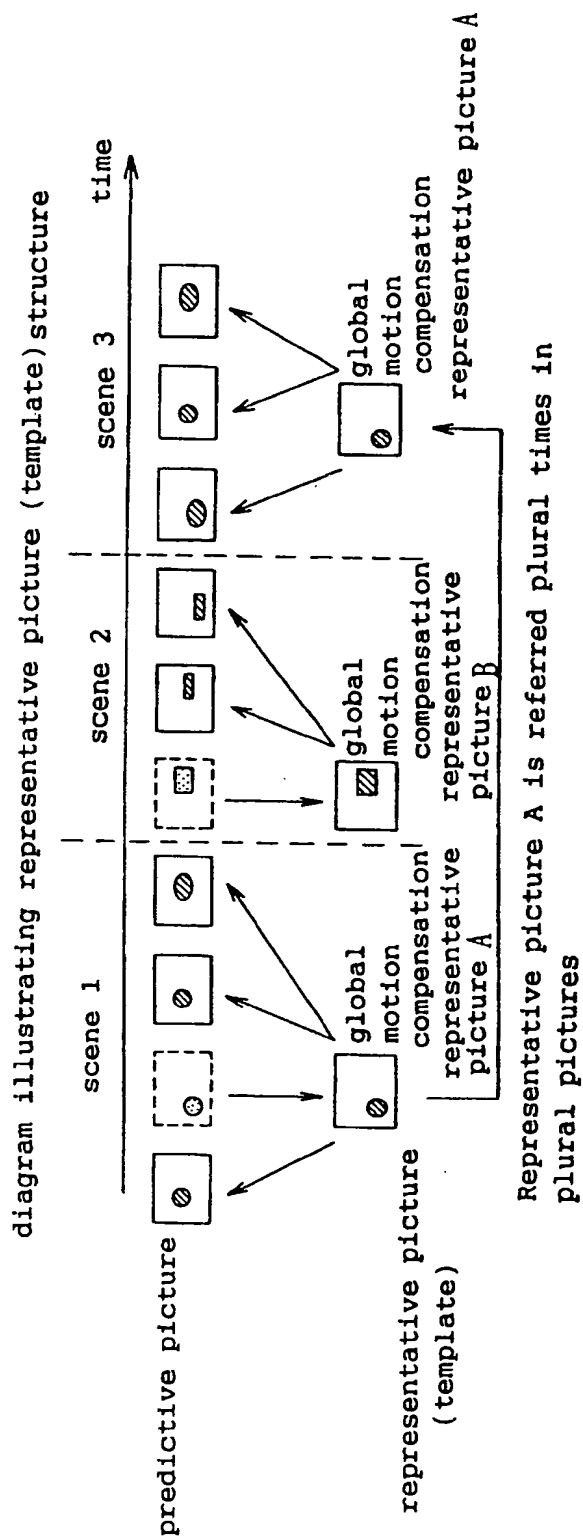 diagram illustrating representative picture (template) structure
time
scene 1
scene 2
scene 3
predictive picture
global
motion
compensation
representative
picture A
global
motion
compensation
representative
picture B
global
motion
compensation
representative picture A
representative picture
(template)
Representative picture A is referred plural times in
plural pictures